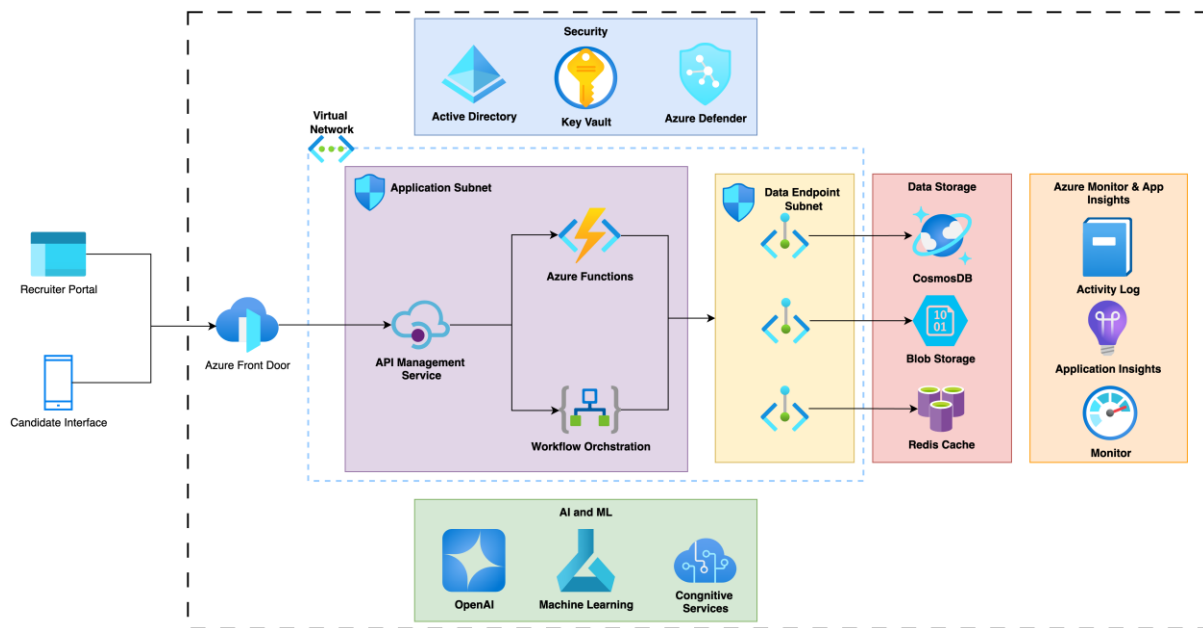 Security
Active Directory
Key Vault
Azure Defender
Virtual
Network
Application Subnet
Data Endpoint
Subnet
Data Storage
Azure Monitor & App
Insights
Recruiter Portal
Candidate Interface
Azure Front Door
API Management
Service
Azure Functions
Workflow Orchstration
CosmosDB
10
01
Blob Storage
Redis Cache
Activity Log
Application Insights
Monitor
AI and ML
OpenAI
Machine Learning
Congnitive
Services